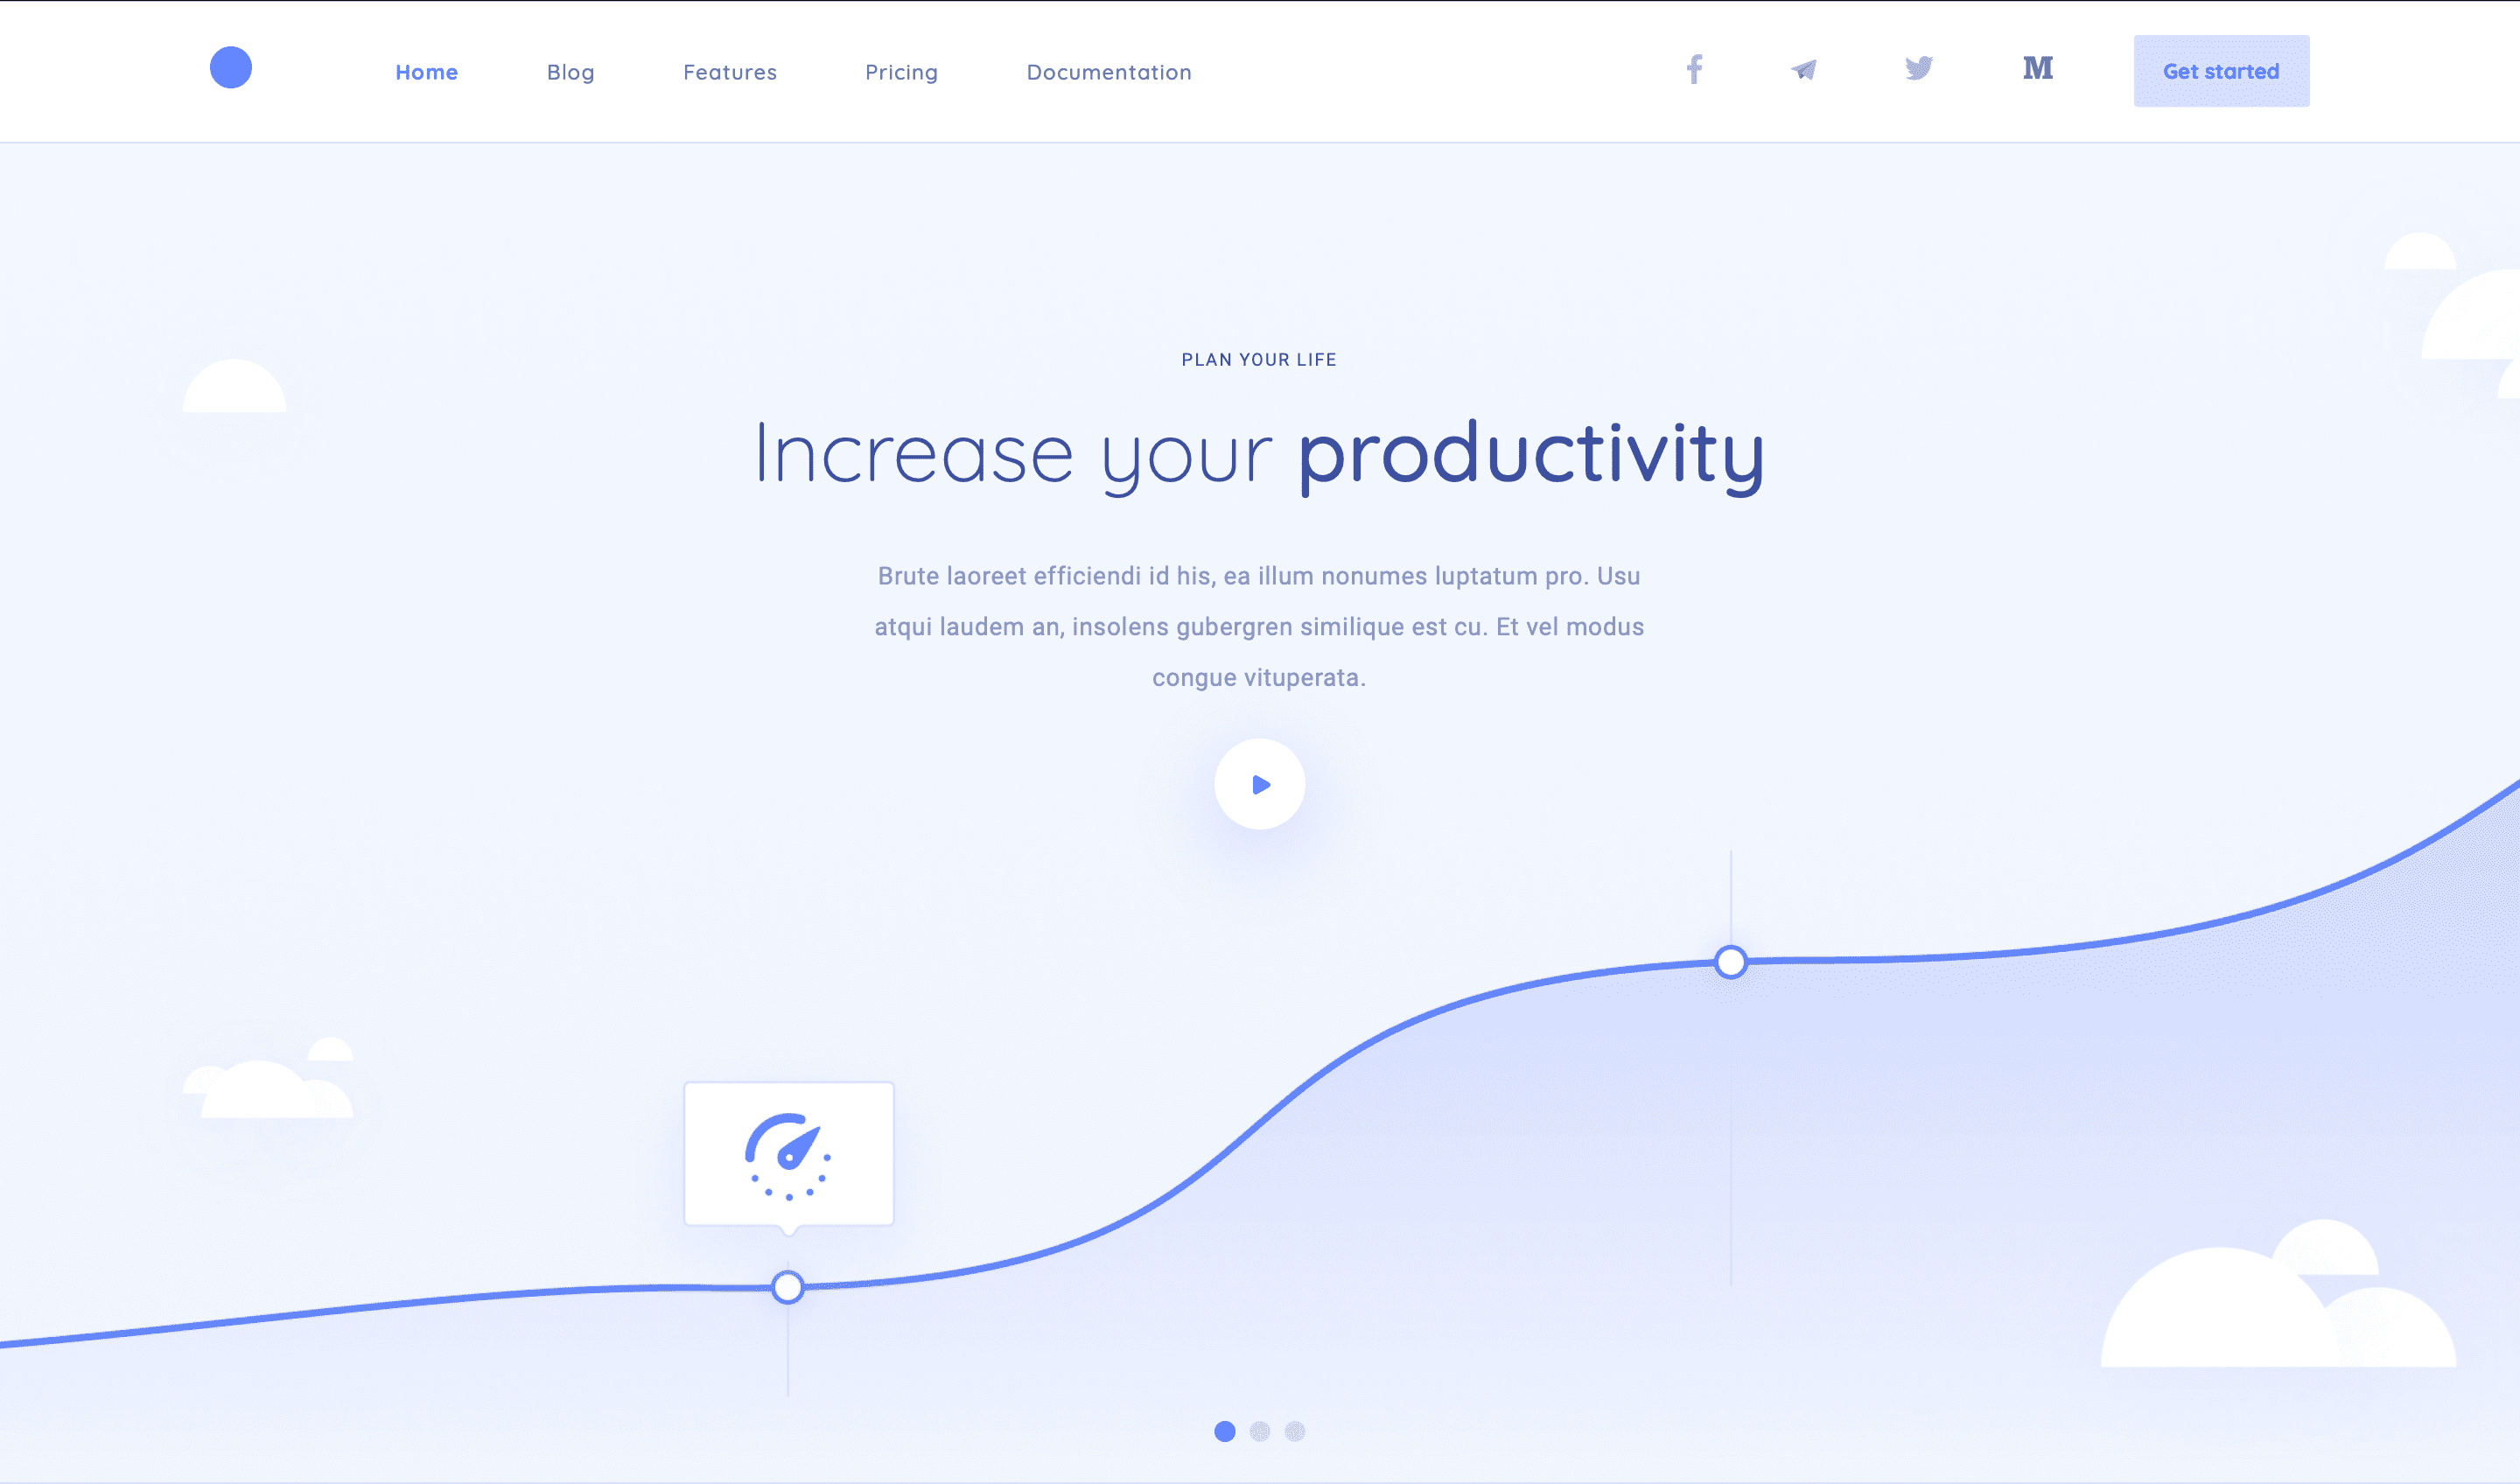 Home Blog Features Pricing Documentation M Get started
PLAN YOUR LIFE
Increase your productivity
Brute laoreet efficiendi id his, ea illum nonumes luptatum pro. Usu
atqui laudem an, insolens gubergren similique est cu. Et vel modus
congue vituperata.